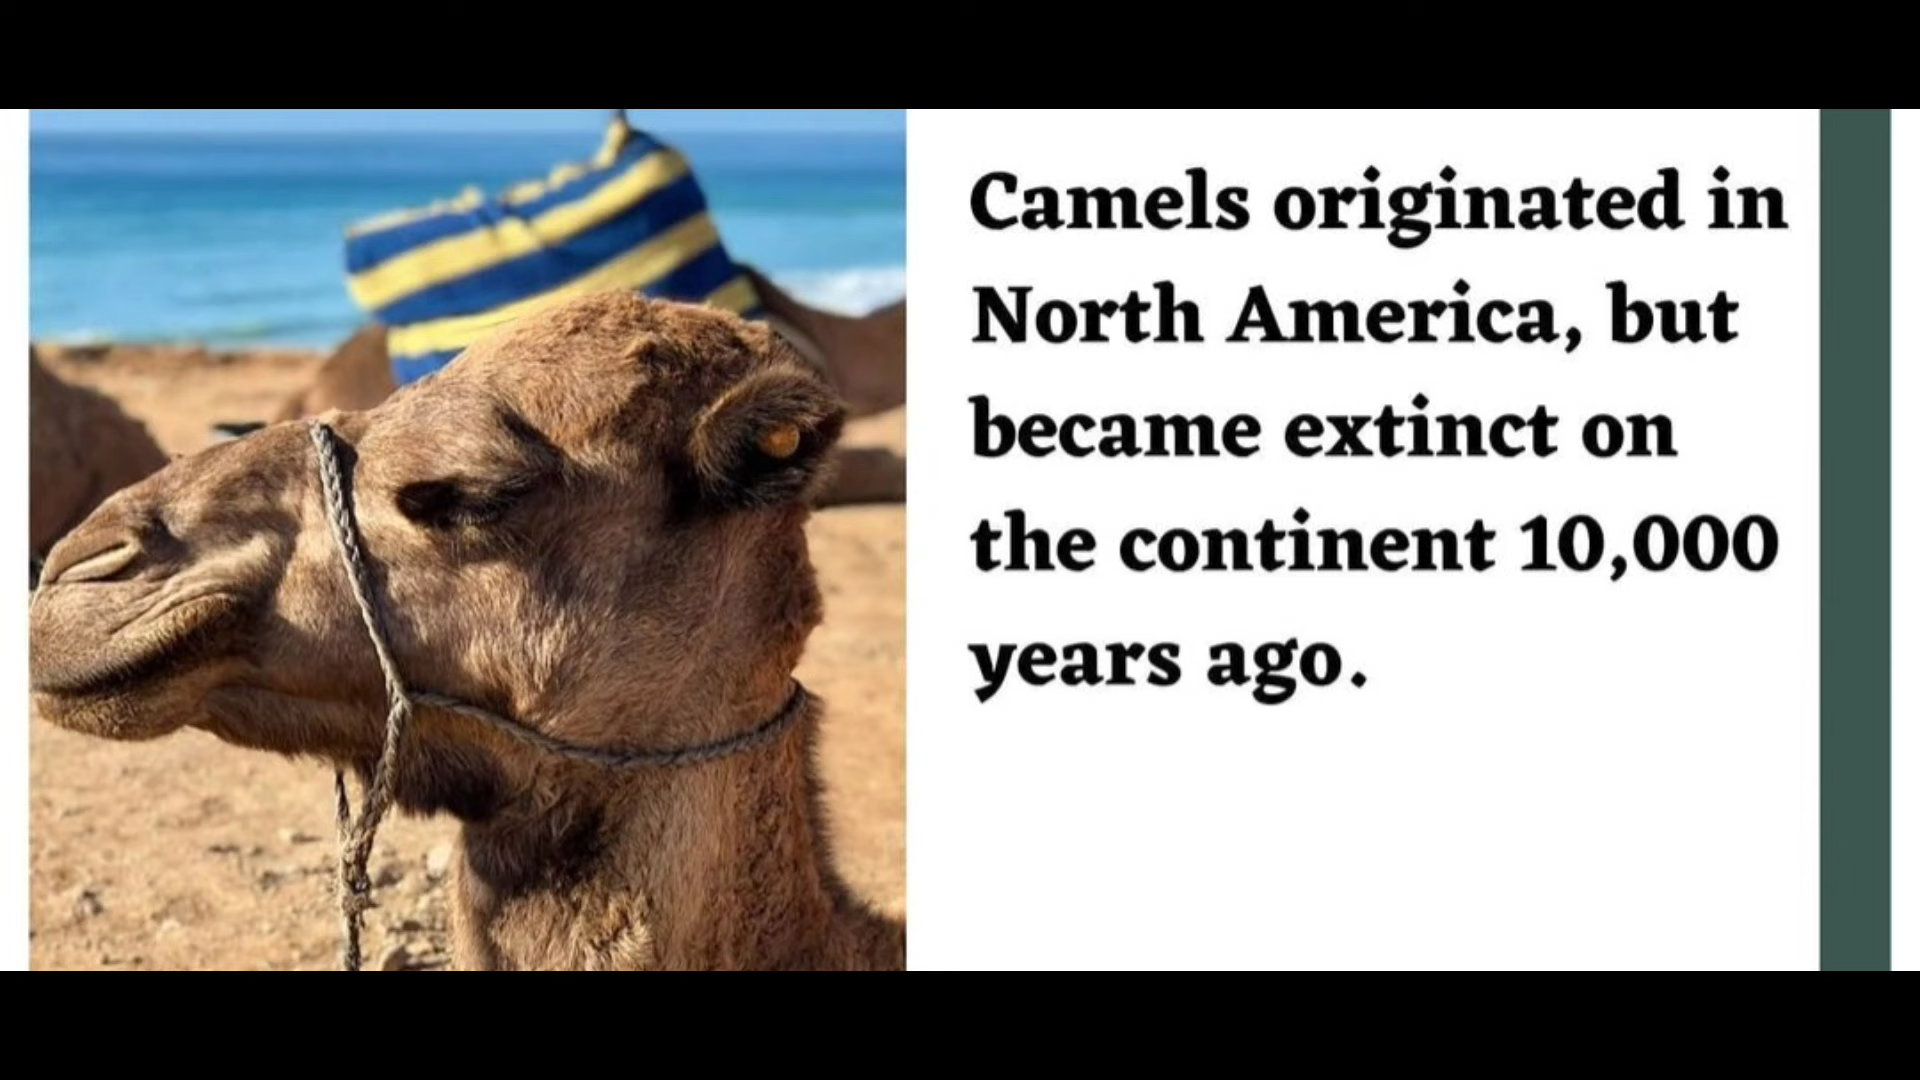 Camels originated in
North America, but
became extinct on
the continent 10,000
years ago.